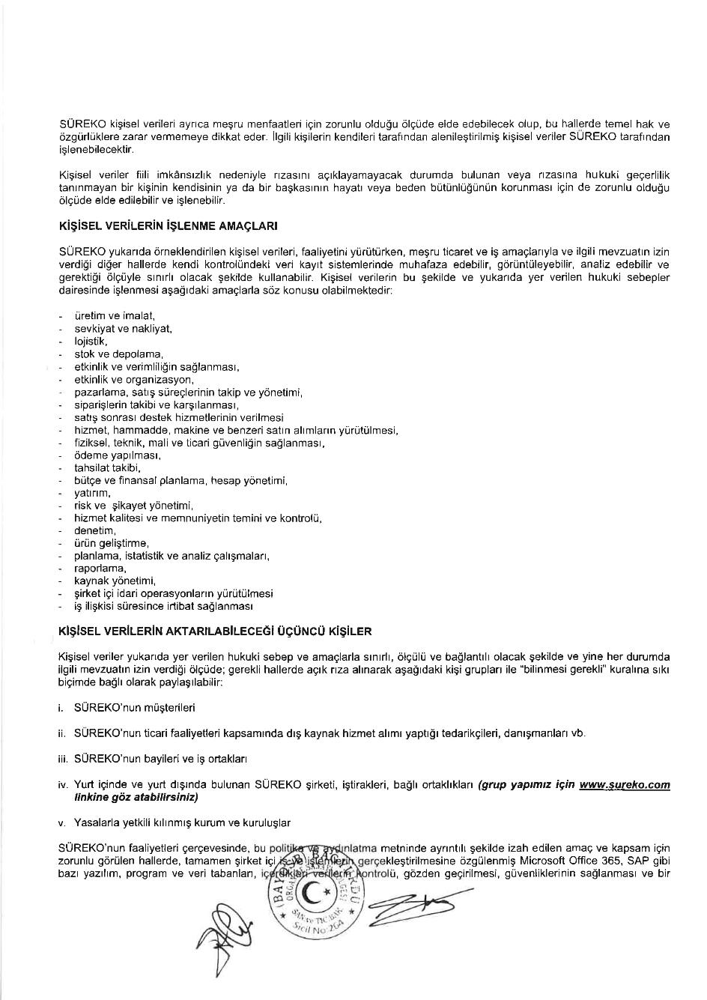 SÜREKO kişisel verileri ayrıca meşru menfaatleri için zorunlu olduğu ölçüde elde edebilecek olup, bu hallerde temel hak ve
özgürlüklere zarar vermemeye dikkat eder. İlgili kişilerin kendileri tarafından alenileştirilmiş kişisel veriler SÜREKO tarafından
işlenebilecektir.
Kişisel veriler fiili imkânsızlık nedeniyle rızasını açıklayamayacak durumda bulunan veya rızasına hukuki geçerlilik
tanınmayan bir kişinin kendisinin ya da bir başkasının hayatı veya beden bütünlüğünün korunması için de zorunlu olduğu
ölçüde elde edilebilir ve işlenebilir.
KİŞİSEL VERİLERİN İŞLENME AMAÇLARI
SÜREKO yukarıda örneklendirilen kişisel verileri, faaliyetini yürütürken, meşru ticaret ve iş amaçlarıyla ve ilgili mevzuatın izin
verdiği diğer hallerde kendi kontrolündeki veri kayıt sistemlerinde muhafaza edebilir, görüntüleyebilir, analiz edebilir ve
gerektiği ölçüyle sınırlı olacak şekilde kullanabilir. Kişisel verilerin bu şekilde ve yukarıda yer verilen hukuki sebepler
dairesinde işlenmesi aşağıdaki amaçlarla söz konusu olabilmektedir:
- üretim ve imalat,
- sevkiyat ve nakliyat,
- lojistik,
- stok ve depolama,
- etkinlik ve verimliliğin sağlanması,
- etkinlik ve organizasyon,
- pazarlama, satış süreçlerinin takip ve yönetimi,
- siparişlerin takibi ve karşılanması,
- satış sonrası destek hizmetlerinin verilmesi
- hizmet, hammadde, makine ve benzeri satın alımların yürütülmesi,
- fiziksel, teknik, mali ve ticari güvenliğin sağlanması,
- ödeme yapılması,
- tahsilat takibi,
- bütçe ve finansal planlama, hesap yönetimi,
- yatırım,
- risk ve şikayet yönetimi,
- hizmet kalitesi ve memnuniyetin temini ve kontrolü,
- denetim,
- ürün geliştirme,
- planlama, istatistik ve analiz çalışmaları,
- raporlama,
- kaynak yönetimi,
- şirket içi idari operasyonların yürütülmesi
- iş ilişkisi süresince irtibat sağlanması
KİŞİSEL VERİLERİN AKTARILABİLECEĞİ ÜÇÜNCÜ KİŞİLER
Kişisel veriler yukarıda yer verilen hukuki sebep ve amaçlarla sınırlı, ölçülü ve bağlantılı olacak şekilde ve yine her durumda
ilgili mevzuatın izin verdiği ölçüde; gerekli hallerde açık rıza alınarak aşağıdaki kişi grupları ile “bilinmesi gerekli” kuralına sıkı
biçimde bağlı olarak paylaşılabilir:
i. SÜREKO’nun müşterileri
ii. SÜREKO’nun ticari faaliyetleri kapsamında dış kaynak hizmet alımı yaptığı tedarikçileri, danışmanları vb.
iii. SÜREKO’nun bayileri ve iş ortakları
iv. Yurt içinde ve yurt dışında bulunan SÜREKO şirketi, iştirakleri, bağlı ortaklıkları (grup yapımız için www.sureko.com
linkine göz atabilirsiniz)
v. Yasalarla yetkili kılınmış kurum ve kuruluşlar
SÜREKO’nun faaliyetleri çerçevesinde, bu politika ve aydınlatma metninde ayrıntılı şekilde izah edilen amaç ve kapsam için
zorunlu görülen hallerde, tamamen şirket içi iş ve işlemlerin gerçekleştirilmesine özgülenmiş Microsoft Office 365, SAP gibi
bazı yazılım, program ve veri tabanları, içerdikleri verilerin kontrolü, gözden geçirilmesi, güvenliklerinin sağlanması ve bir
Sicil No: 264